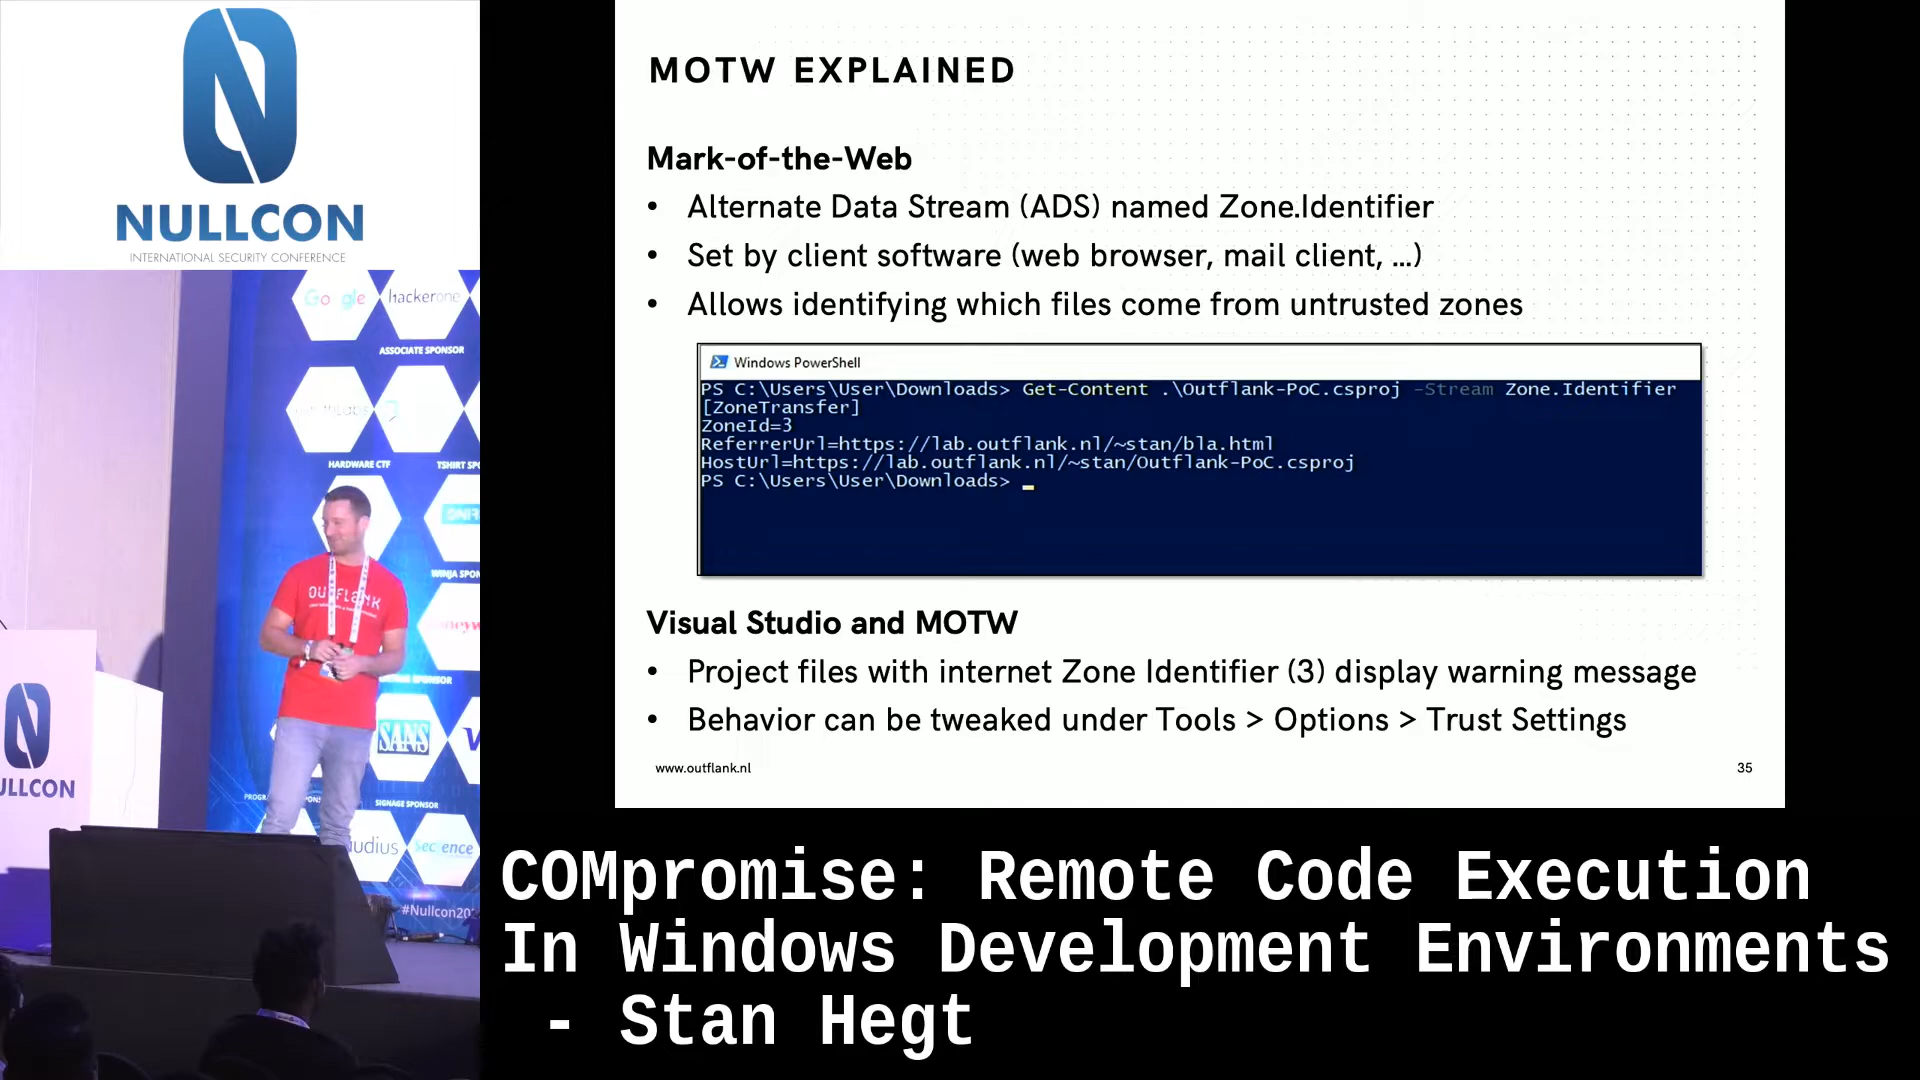 NULLCON
INTERNATIONAL SECURITY CONFERENCE
Google
hackerone
ASSOCIATE SPONSOR
HARDWARE CTF
OUTFLANK
SANS
SIGNAGE SPONSOR
MOTW EXPLAINED
Mark-of-the-Web
• Alternate Data Stream (ADS) named Zone.Identifier
• Set by client software (web browser, mail client, ...)
• Allows identifying which files come from untrusted zones
Windows PowerShell
PS C:\Users\User\Downloads> Get-Content .\Outflank-PoC.csproj -Stream Zone.Identifier
[ZoneTransfer]
ZoneId=3
ReferrerUrl=https://lab.outflank.nl/~stan/bla.html
HostUrl=https://lab.outflank.nl/~stan/Outflank-PoC.csproj
PS C:\Users\User\Downloads> _
Visual Studio and MOTW
• Project files with internet Zone Identifier (3) display warning message
• Behavior can be tweaked under Tools > Options > Trust Settings
www.outflank.nl
35
COMpromise: Remote Code Execution
In Windows Development Environments
- Stan Hegt